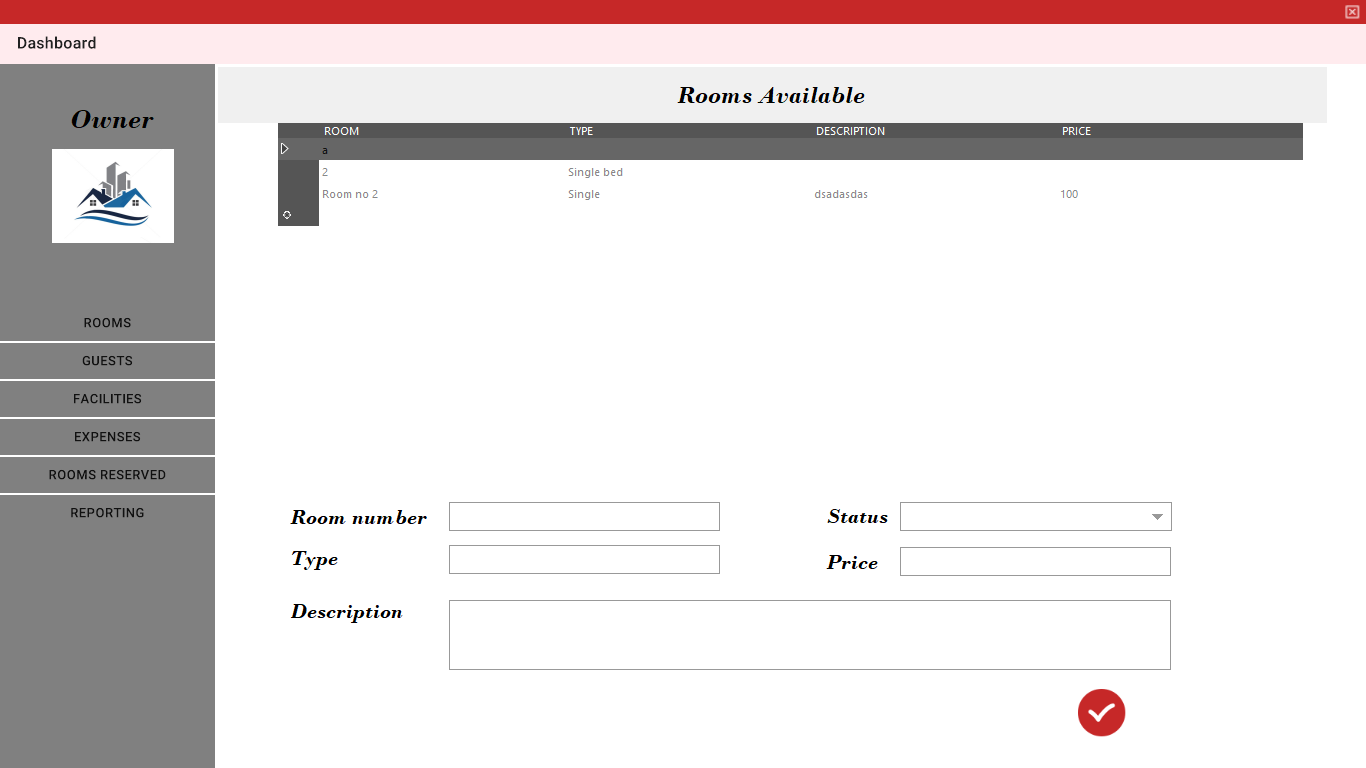 Dashboard
Owner
ROOMS
GUESTS
FACILITIES
EXPENSES
ROOMS RESERVED
REPORTING
Rooms Available
ROOM TYPE DESCRIPTION PRICE
a
2 Single bed
Room no 2 Single dsadasdas 100
Room number
Status
Type
Price
Description